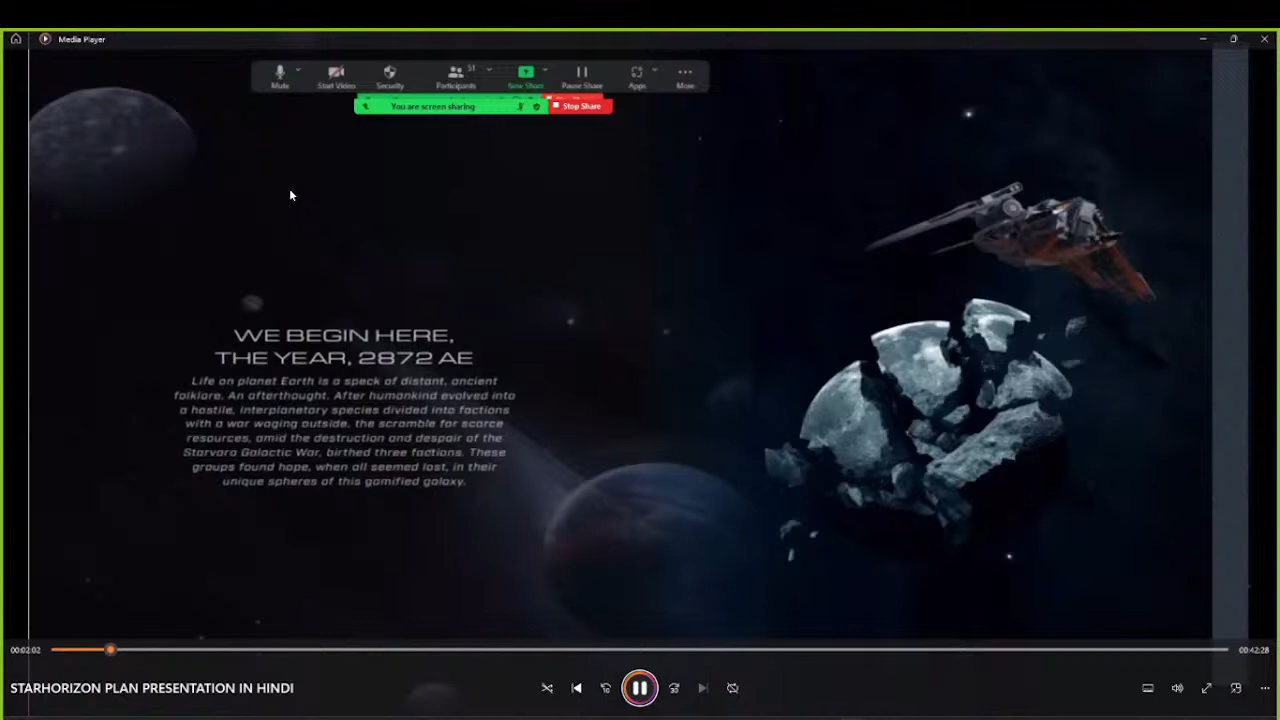 Media Player
51
Mute
Start Video
Security
Participants
New Share
Pause Share
Apps
More
You are screen sharing
Stop Share
WE BEGIN HERE,
THE YEAR, 2872 AE
Life on planet Earth is a speck of distant, ancient
folklore. An afterthought. After humankind evolved into
a hostile, interplanetary species divided into factions
with a war waging outside, the scramble for scarce
resources, amid the destruction and despair of the
Starvara Galactic War, birthed three factions. These
groups found hope, when all seemed lost, in their
unique spheres of this gamified galaxy.
00:02:02
00:42:28
STARHORIZON PLAN PRESENTATION IN HINDI